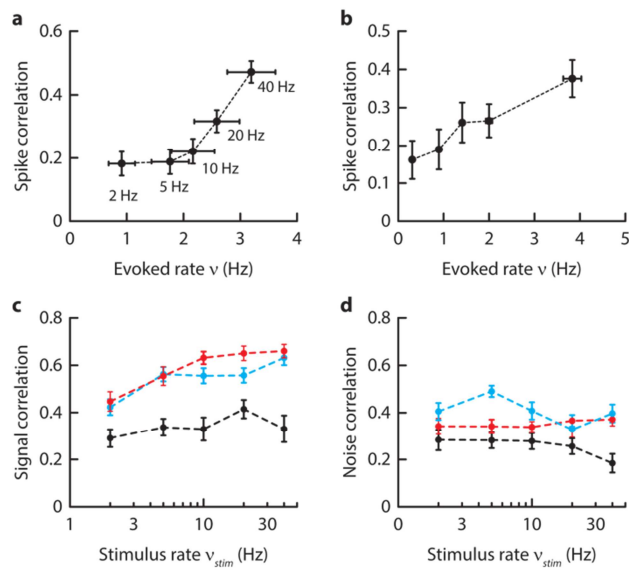 a
Spike correlation
0.6
0.4
0.2
0
2 Hz
5 Hz
10 Hz
20 Hz
40 Hz
0 1 2 3 4
Evoked rate ν (Hz)
b
Spike correlation
0.5
0.4
0.3
0.2
0.1
0
0 1 2 3 4 5
Evoked rate ν (Hz)
c
Signal correlation
0.8
0.6
0.4
0.2
0
1 3 10 30
Stimulus rate νstim (Hz)
d
Noise correlation
0.8
0.6
0.4
0.2
0
0 3 10 30
Stimulus rate νstim (Hz)